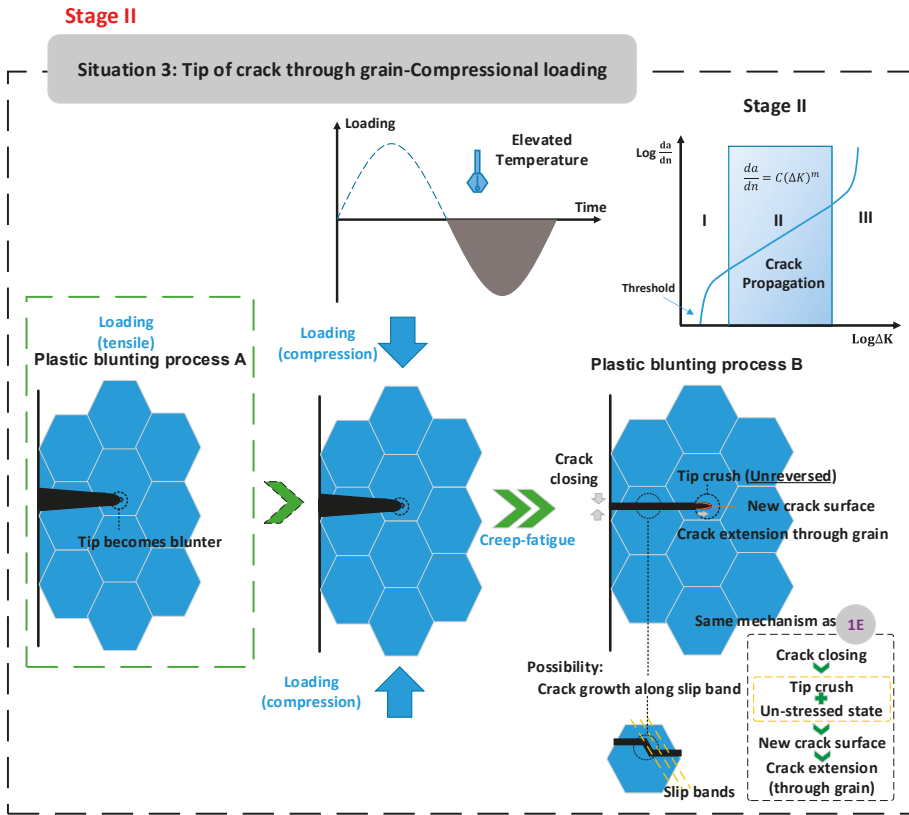 Stage II
Situation 3: Tip of crack through grain-Compressional loading
Loading
Elevated
Temperature
Time
Stage II
Log da/dn
da/dn = C(ΔK)^m
I
II
III
Crack
Propagation
Threshold
LogΔK
Loading
(tensile)
Plastic blunting process A
Tip becomes blunter
Loading
(compression)
Loading
(compression)
Creep-fatigue
Plastic blunting process B
Crack
closing
Tip crush (Unreversed)
New crack surface
Crack extension through grain
Same mechanism as
1E
Possibility:
Crack growth along slip band
Slip bands
Crack closing
Tip crush
Un-stressed state
New crack surface
Crack extension
(through grain)